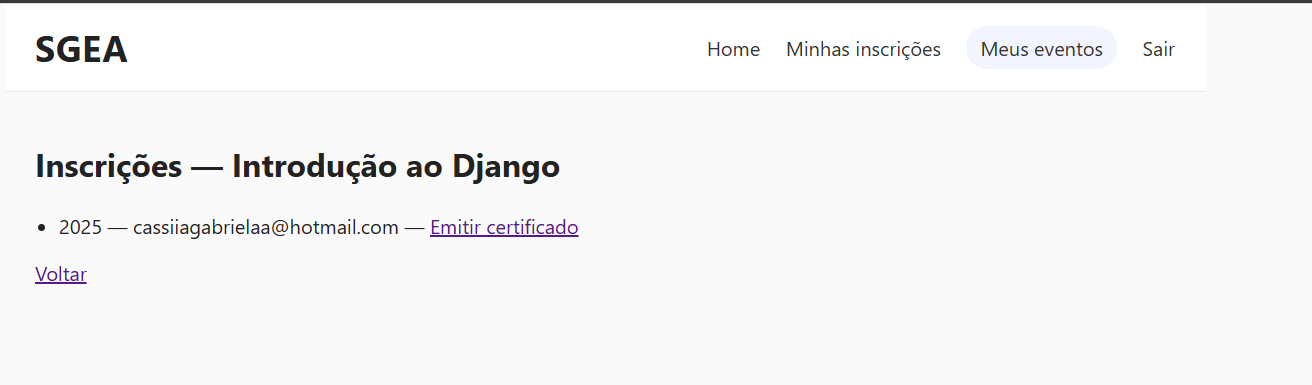 SGEA
Home Minhas inscrições Meus eventos Sair
Inscrições — Introdução ao Django
2025 — cassiiagabrielaa@hotmail.com — Emitir certificado
Voltar